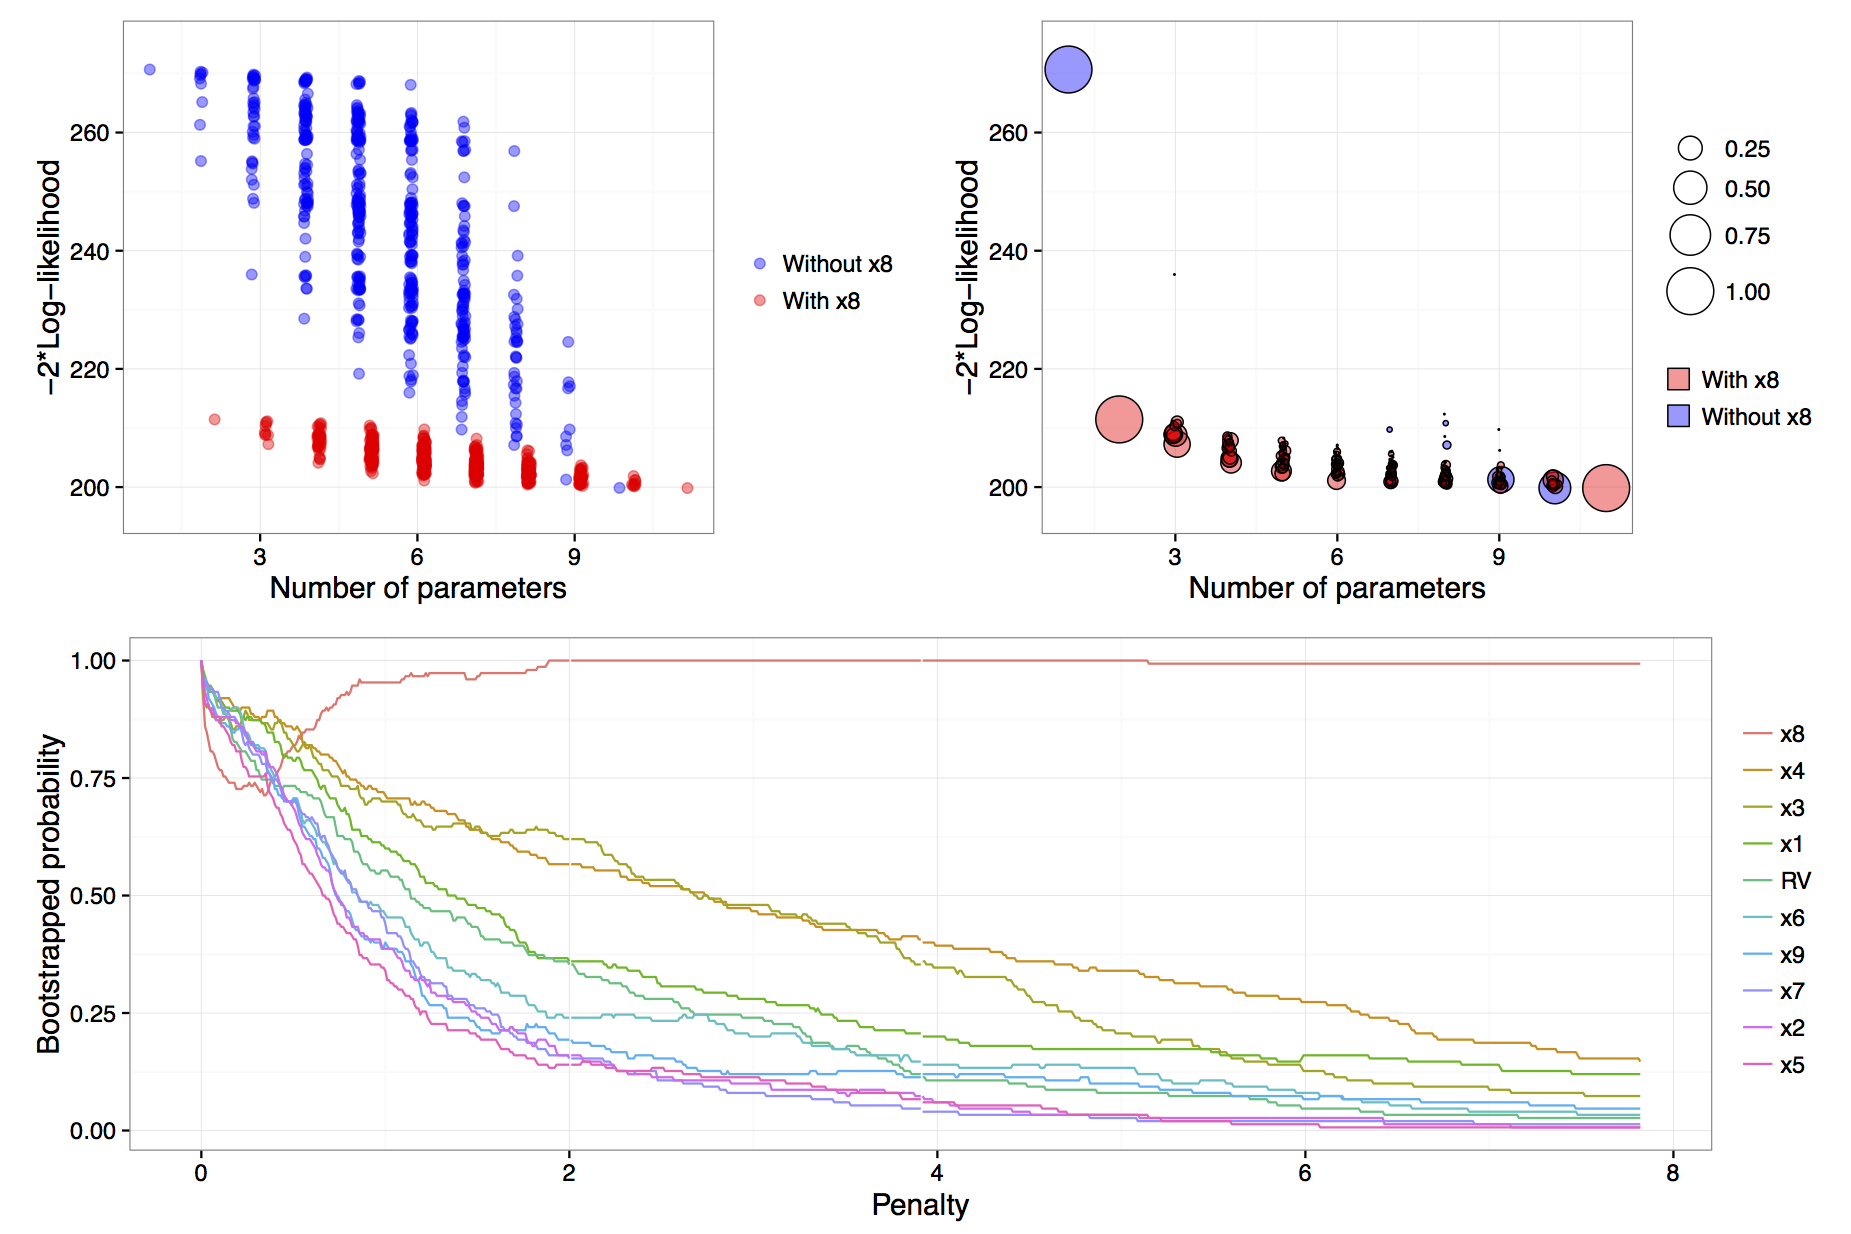 −2*Log−likelihood
260
240
220
200
3
6
9
Number of parameters
Without x8
With x8
−2*Log−likelihood
260
240
220
200
3
6
9
Number of parameters
0.25
0.50
0.75
1.00
With x8
Without x8
Bootstrapped probability
1.00
0.75
0.50
0.25
0.00
0
2
4
6
8
Penalty
x8
x4
x3
x1
RV
x6
x9
x7
x2
x5